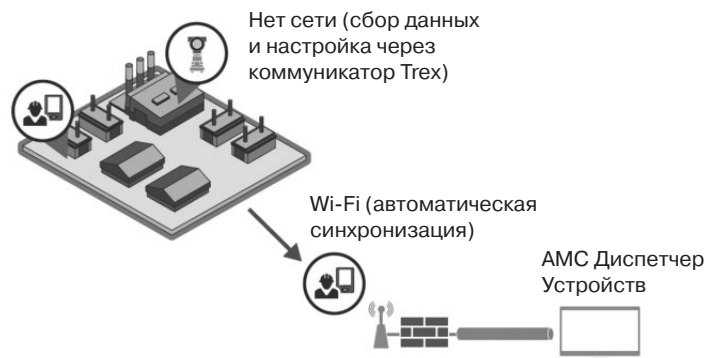 Нет сети (сбор данных
и настройка через
коммуникатор Trex)
Wi-Fi (автоматическая
синхронизация)
АМС Диспетчер
Устройств